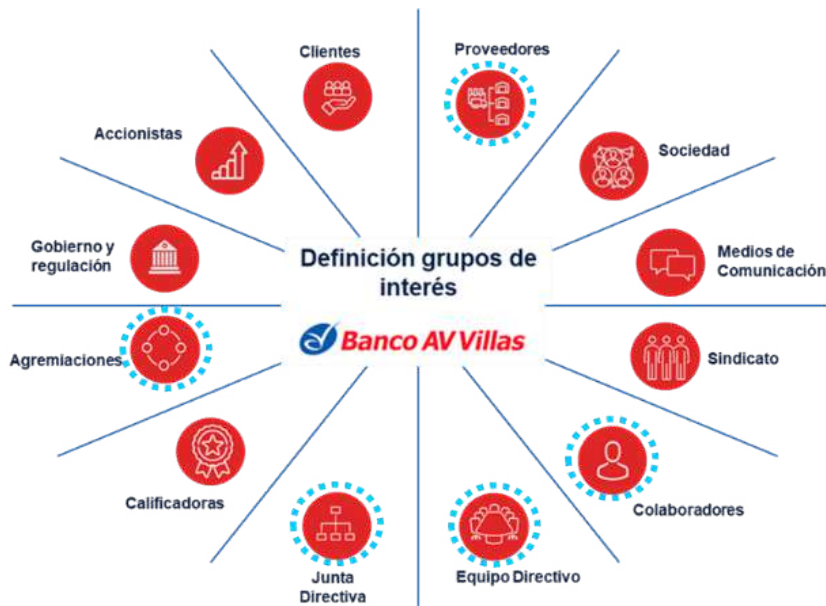 Clientes
Proveedores
Accionistas
Sociedad
Gobierno y
regulación
Definición grupos de
interés
Medios de
Comunicación
Banco AV Villas
Agremiaciones
Sindicato
Calificadoras
Colaboradores
Junta
Directiva
Equipo Directivo